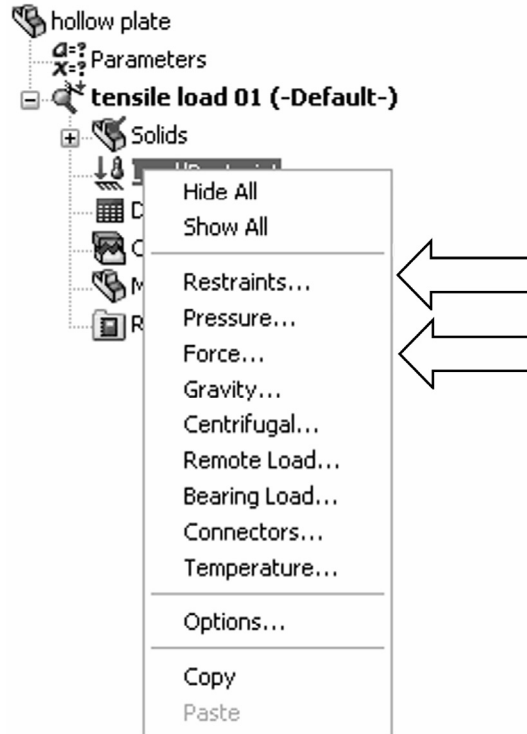 hollow plate
a=?
x=?
Parameters
tensile load 01 (-Default-)
Solids
Hide All
Show All
Restraints...
Pressure...
Force...
Gravity...
Centrifugal...
Remote Load...
Bearing Load...
Connectors...
Temperature...
Options...
Copy
Paste